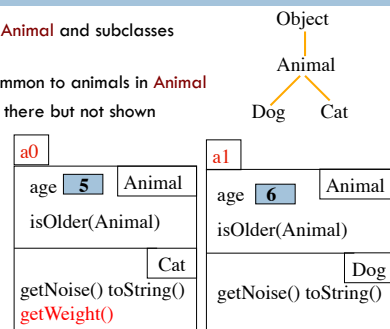 Animal and subclasses
mmon to animals in Animal
there but not shown
Object
Animal
Dog Cat
a0
age 5 Animal
isOlder(Animal)
Cat
getNoise() toString()
getWeight()
a1
age 6 Animal
isOlder(Animal)
Dog
getNoise() toString()